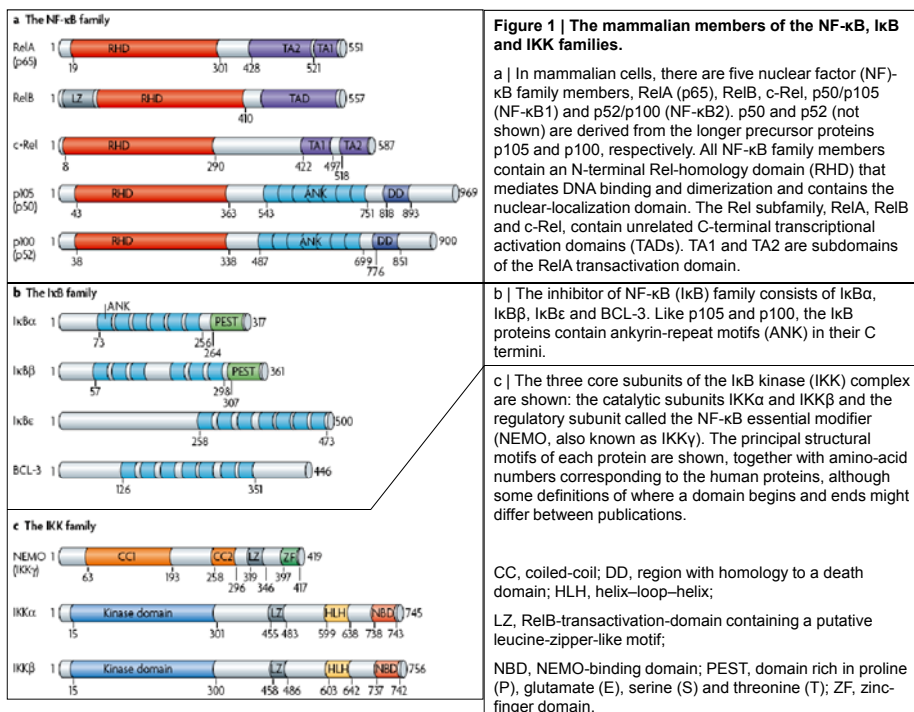 a The NF-κB family
RelA 1 RHD TA2 TA1 551
(p65)
19 301 428 521
RelB 1 LZ RHD TAD 557
410
c-Rel 1 RHD TA1 TA2 587
8 290 422 497
518
p105 1 RHD ANK DD 969
(p50)
43 363 543 751 818 893
p100 1 RHD ANK DD 900
(p52)
38 338 487 699 851
776
b The IκB family
ANK
IκBα 1 PEST 317
73 256
264
IκBβ 1 PEST 361
57 298
307
IκBε 1 500
258 473
BCL-3 1 446
126 351
c The IKK family
NEMO 1 CC1 CC2 LZ ZF 419
(IKKγ)
63 193 258 319 397
296 346 417
IKKα 1 Kinase domain LZ HLH NBD 745
15 301 455 483 599 638 738 743
IKKβ 1 Kinase domain LZ HLH NBD 756
15 300 458 486 603 642 737 742
Figure 1 | The mammalian members of the NF-κB, IκB
and IKK families.
a | In mammalian cells, there are five nuclear factor (NF)-
κB family members, RelA (p65), RelB, c-Rel, p50/p105
(NF-κB1) and p52/p100 (NF-κB2). p50 and p52 (not
shown) are derived from the longer precursor proteins
p105 and p100, respectively. All NF-κB family members
contain an N-terminal Rel-homology domain (RHD) that
mediates DNA binding and dimerization and contains the
nuclear-localization domain. The Rel subfamily, RelA, RelB
and c-Rel, contain unrelated C-terminal transcriptional
activation domains (TADs). TA1 and TA2 are subdomains
of the RelA transactivation domain.
b | The inhibitor of NF-κB (IκB) family consists of IκBα,
IκBβ, IκBε and BCL-3. Like p105 and p100, the IκB
proteins contain ankyrin-repeat motifs (ANK) in their C
termini.
c | The three core subunits of the IκB kinase (IKK) complex
are shown: the catalytic subunits IKKα and IKKβ and the
regulatory subunit called the NF-κB essential modifier
(NEMO, also known as IKKγ). The principal structural
motifs of each protein are shown, together with amino-acid
numbers corresponding to the human proteins, although
some definitions of where a domain begins and ends might
differ between publications.
CC, coiled-coil; DD, region with homology to a death
domain; HLH, helix–loop–helix;
LZ, RelB-transactivation-domain containing a putative
leucine-zipper-like motif;
NBD, NEMO-binding domain; PEST, domain rich in proline
(P), glutamate (E), serine (S) and threonine (T); ZF, zinc-
finger domain.